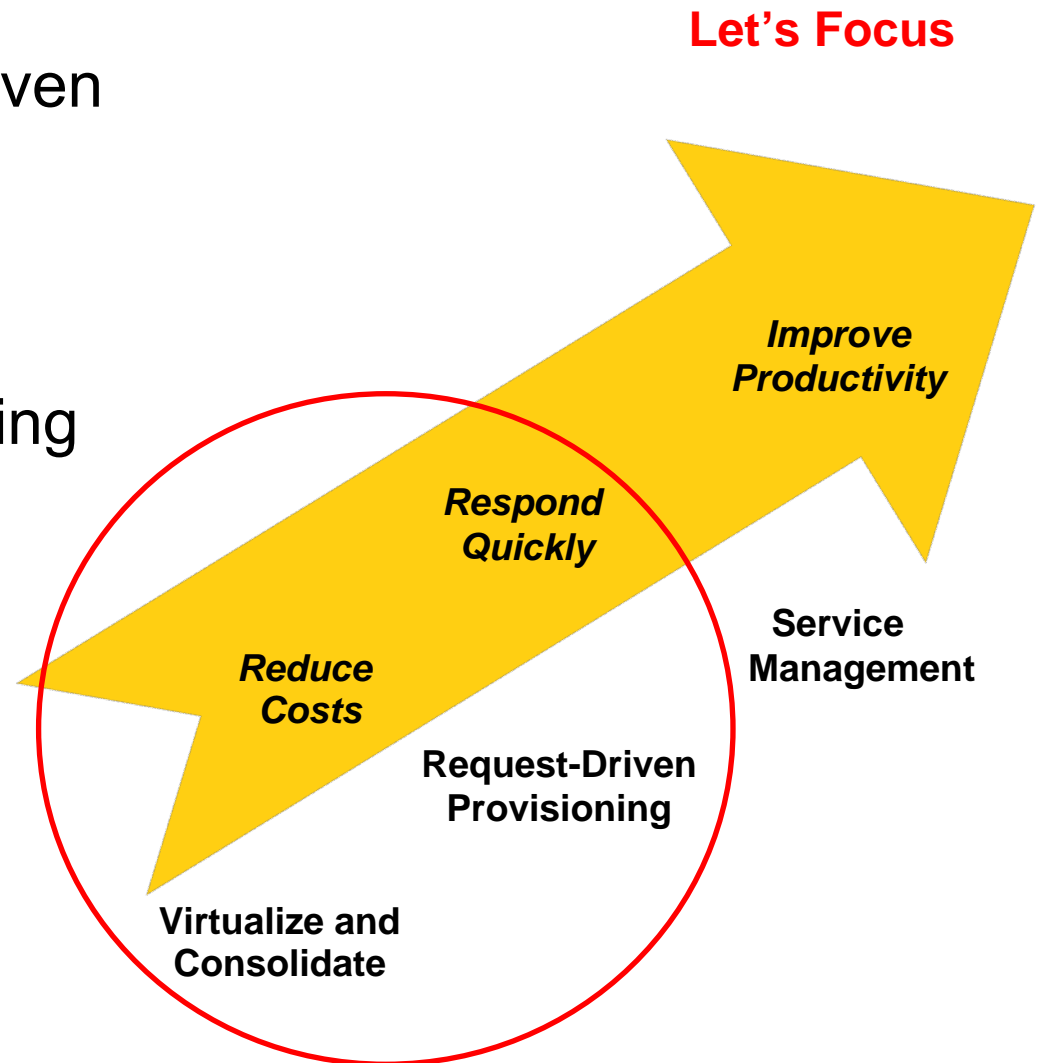 Let’s Focus
ven
Improve
Productivity
ing
Respond
Quickly
Service
Management
Reduce
Costs
Request-Driven
Provisioning
Virtualize and
Consolidate